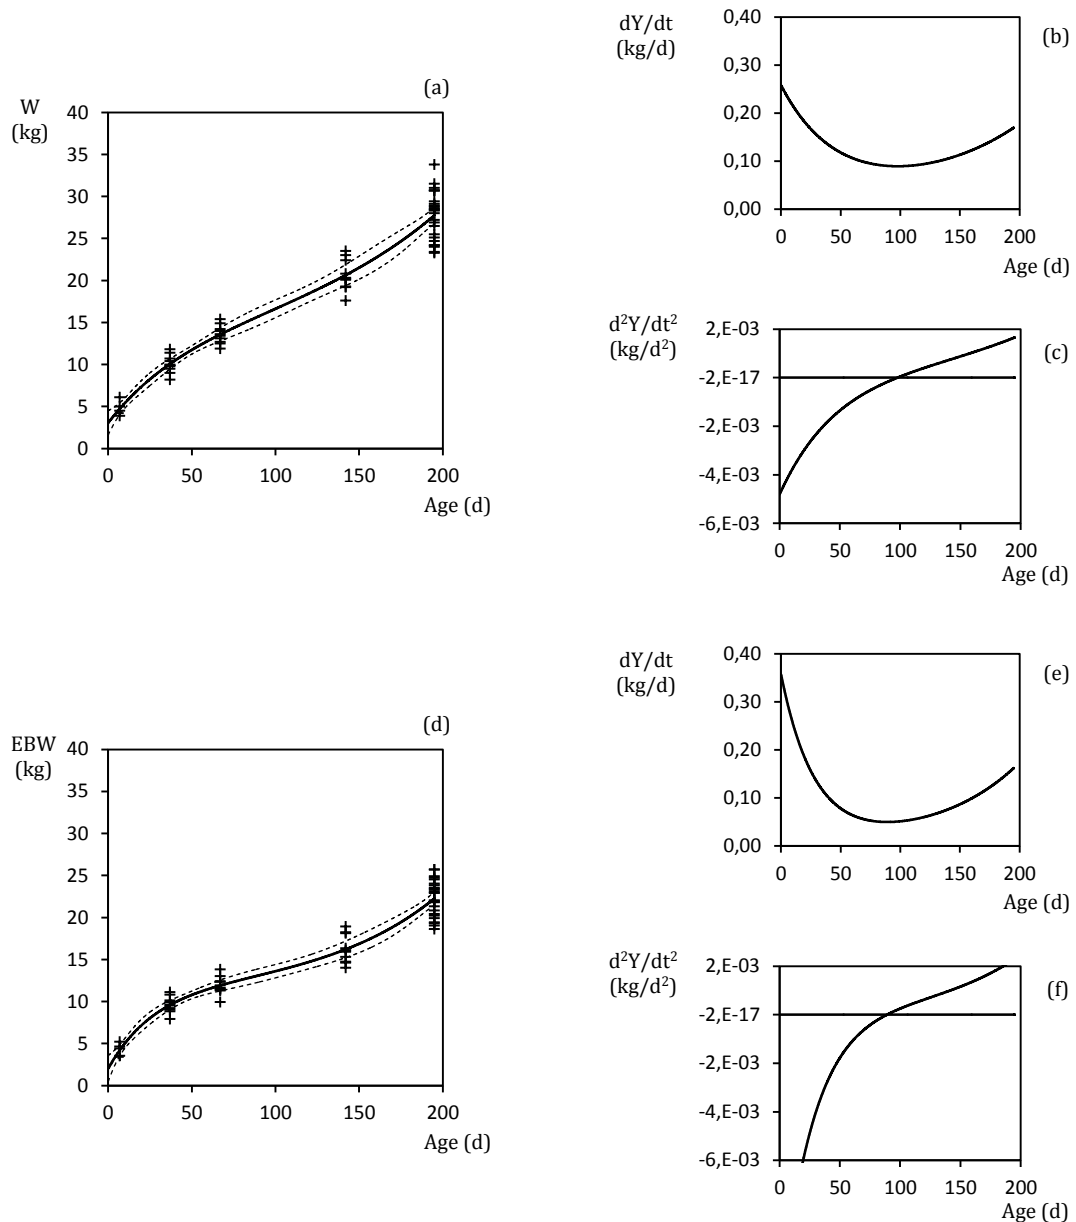 (a)
W
(kg)
40
35
30
25
20
15
10
5
0
0 50 100 150 200
Age (d)
dY/dt
(kg/d)
(b)
0,40
0,30
0,20
0,10
0,00
0 50 100 150 200
Age (d)
d²Y/dt²
(kg/d²)
(c)
2,E-03
-2,E-17
-2,E-03
-4,E-03
-6,E-03
0 50 100 150 200
Age (d)
(d)
EBW
(kg)
40
35
30
25
20
15
10
5
0
0 50 100 150 200
Age (d)
dY/dt
(kg/d)
(e)
0,40
0,30
0,20
0,10
0,00
0 50 100 150 200
Age (d)
d²Y/dt²
(kg/d²)
(f)
2,E-03
-2,E-17
-2,E-03
-4,E-03
-6,E-03
0 50 100 150 200
Age (d)